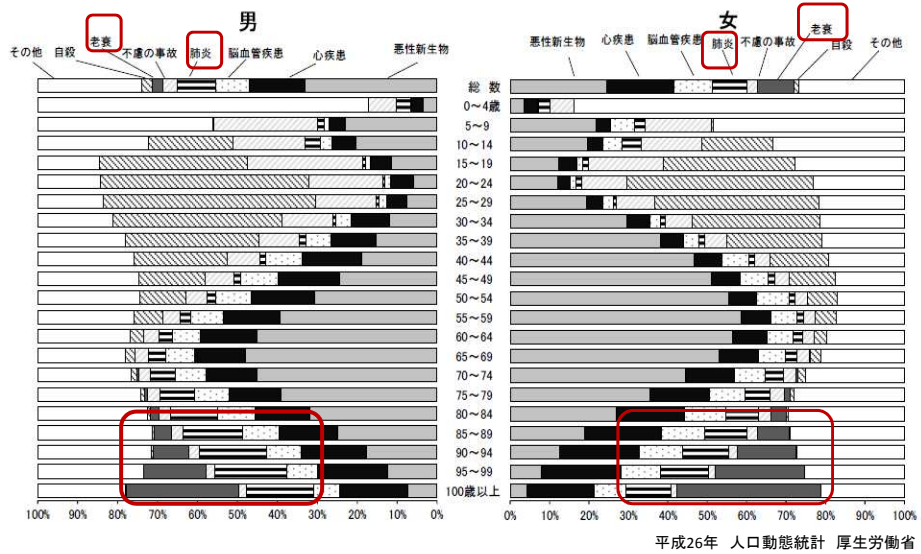 男
女
その他 自殺 老衰 不慮の事故 肺炎 脳血管疾患 心疾患 悪性新生物
悪性新生物 心疾患 脳血管疾患 肺炎 不慮の事故 老衰 自殺 その他
総 数
0～4歳
5～9
10～14
15～19
20～24
25～29
30～34
35～39
40～44
45～49
50～54
55～59
60～64
65～69
70～74
75～79
80～84
85～89
90～94
95～99
100歳以上
100% 90% 80% 70% 60% 50% 40% 30% 20% 10% 0%
0% 10% 20% 30% 40% 50% 60% 70% 80% 90% 100%
平成26年 人口動態統計 厚生労働省